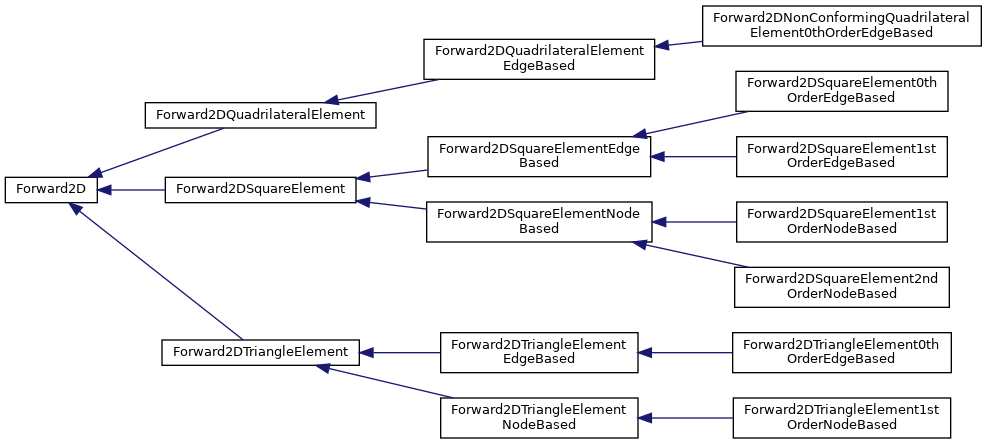 Forward2D
Forward2DQuadrilateralElement
Forward2DQuadrilateralElement
EdgeBased
Forward2DNonConformingQuadrilateral
Element0thOrderEdgeBased
Forward2DSquareElement
Forward2DSquareElementEdge
Based
Forward2DSquareElement0th
OrderEdgeBased
Forward2DSquareElement1st
OrderEdgeBased
Forward2DSquareElementNode
Based
Forward2DSquareElement1st
OrderNodeBased
Forward2DSquareElement2nd
OrderNodeBased
Forward2DTriangleElement
Forward2DTriangleElement
EdgeBased
Forward2DTriangleElement0th
OrderEdgeBased
Forward2DTriangleElement
NodeBased
Forward2DTriangleElement1st
OrderNodeBased